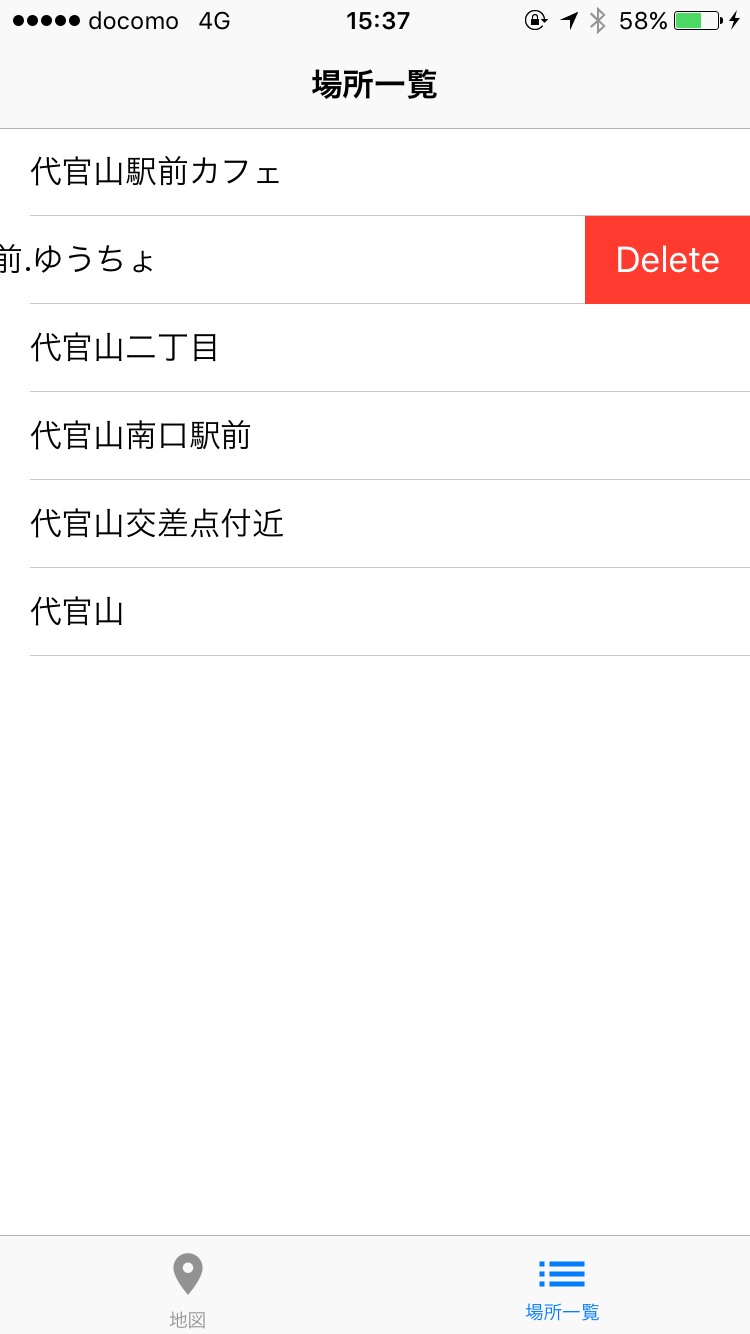 docomo 4G 15:37 58%
場所一覧
代官山駅前カフェ
前.ゆうちょ Delete
代官山二丁目
代官山南口駅前
代官山交差点付近
代官山
地図 場所一覧